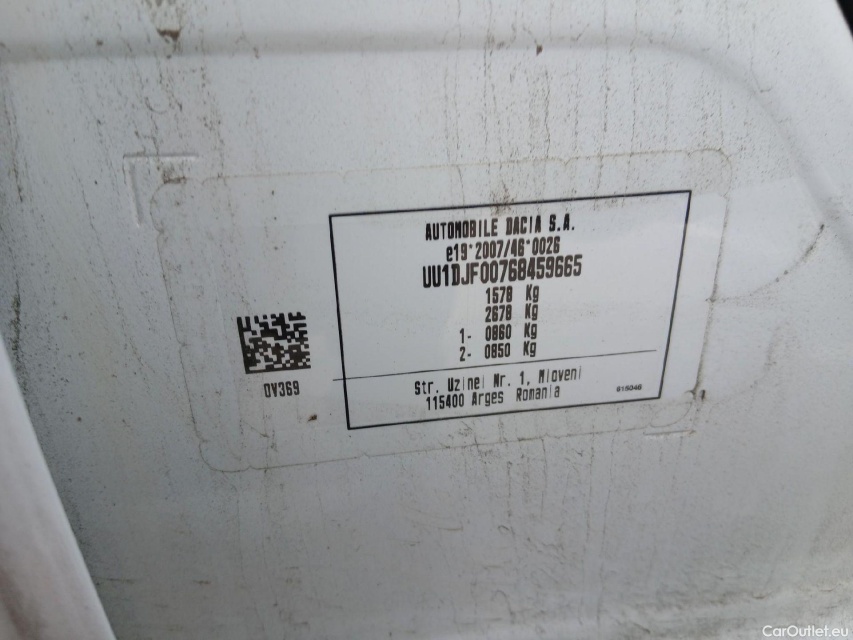 AUTOMOBILE DACIA S.A.
e19*2007/46*0026
UU1DJF00768459665
1578 Kg
2678 Kg
1- 0860 Kg
2- 0850 Kg
Str. Uzinei Nr. 1, Mioveni
115400 Arges Romania
615046
0V369
CarOutlet.eu